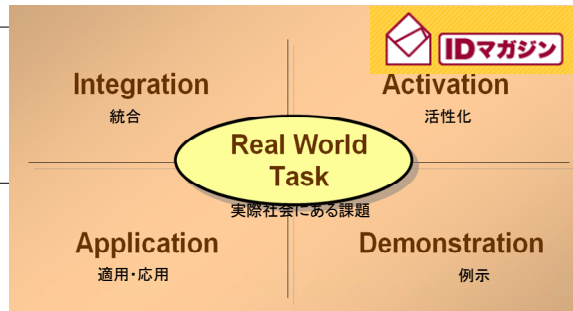 IDマガジン
Integration
統合
Activation
活性化
Real World
Task
実際社会にある課題
Application
適用・応用
Demonstration
例示